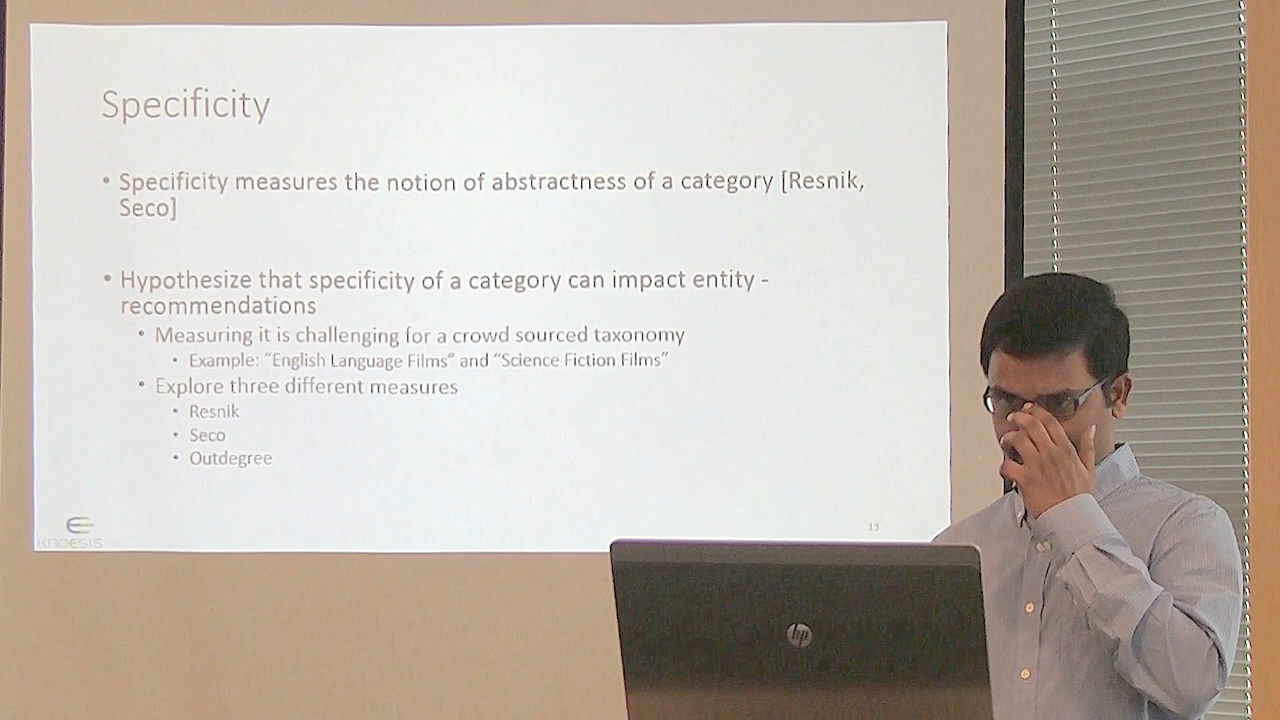 Specificity
• Specificity measures the notion of abstractness of a category [Resnik,
Seco]
• Hypothesize that specificity of a category can impact entity -
recommendations
• Measuring it is challenging for a crowd sourced taxonomy
• Example: “English Language Films” and “Science Fiction Films”
• Explore three different measures
• Resnik
• Seco
• Outdegree
KNOESIS
13
hp